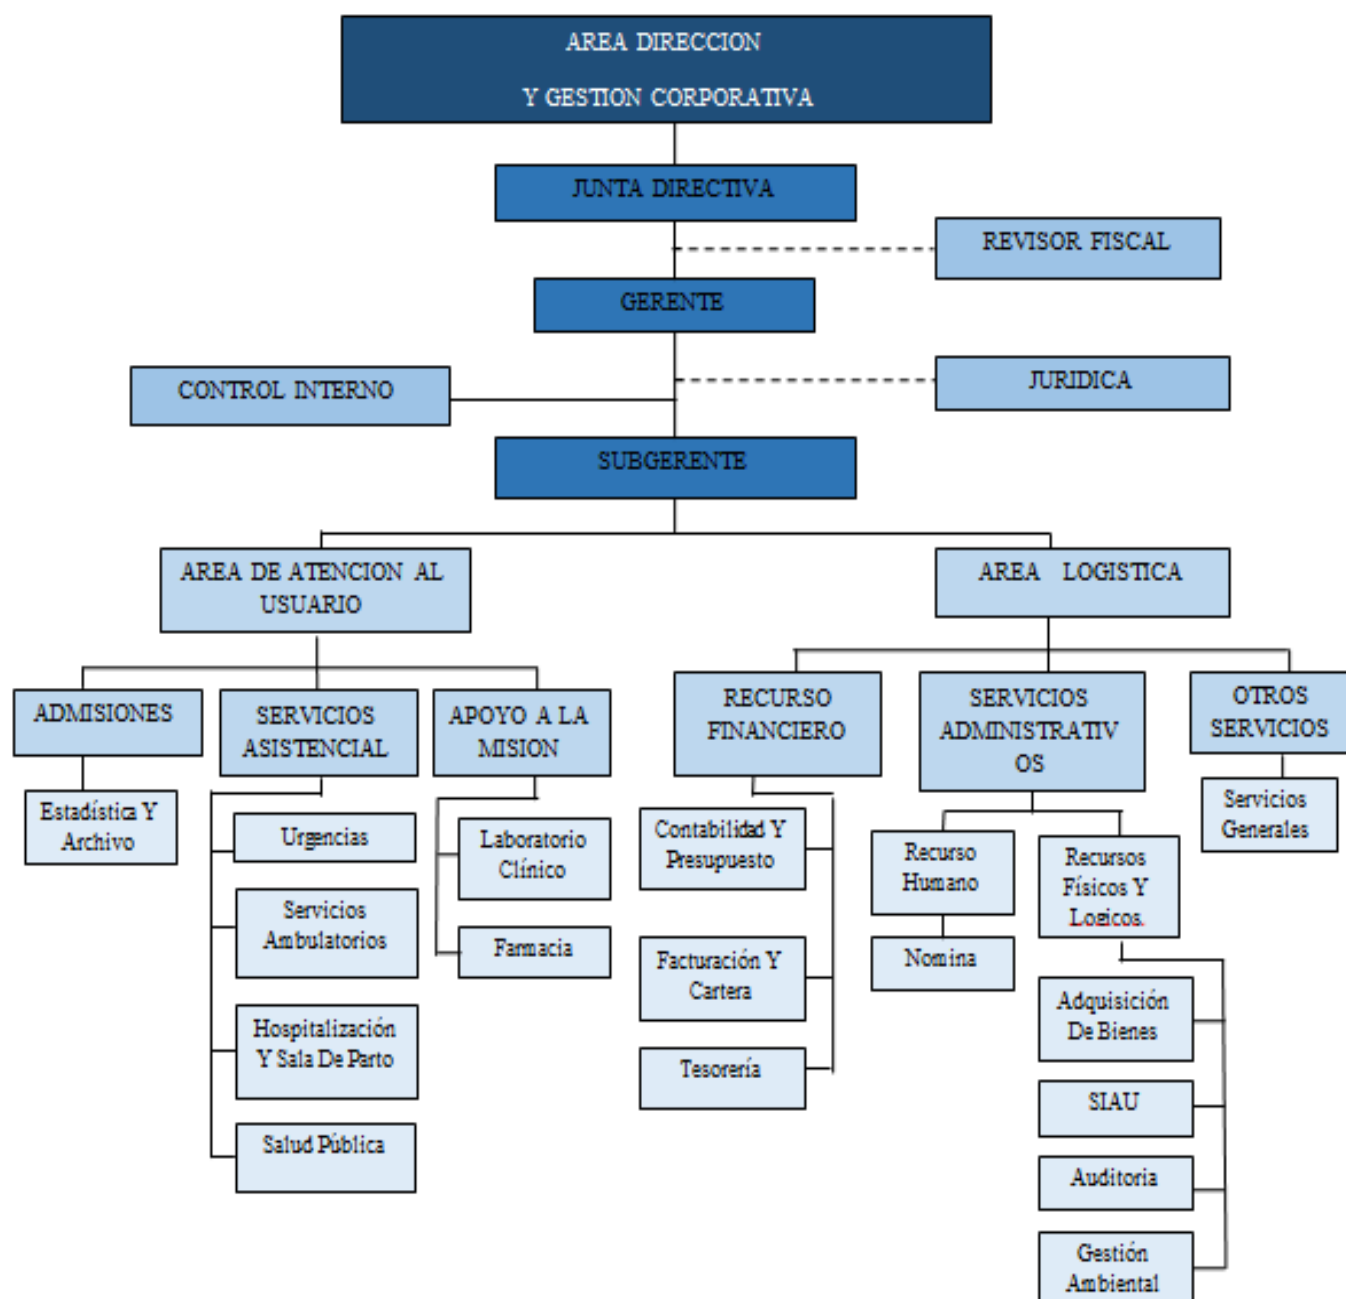 AREA DIRECCION
Y GESTION CORPORATIVA
JUNTA DIRECTIVA
REVISOR FISCAL
GERENTE
CONTROL INTERNO
JURIDICA
SUBGERENTE
AREA DE ATENCION AL
USUARIO
AREA LOGISTICA
ADMISIONES
SERVICIOS
ASISTENCIAL
APOYO A LA
MISION
RECURSO
FINANCIERO
SERVICIOS
ADMINISTRATIV
OS
OTROS
SERVICIOS
Estadística Y
Archivo
Urgencias
Servicios
Ambulatorios
Hospitalización
Y Sala De Parto
Salud Pública
Laboratorio
Clínico
Farmacia
Contabilidad Y
Presupuesto
Facturación Y
Cartera
Tesorería
Recurso
Humano
Nomina
Recursos
Físicos Y
Logicos.
Adquisición
De Bienes
SIAU
Auditoria
Gestión
Ambiental
Servicios
Generales